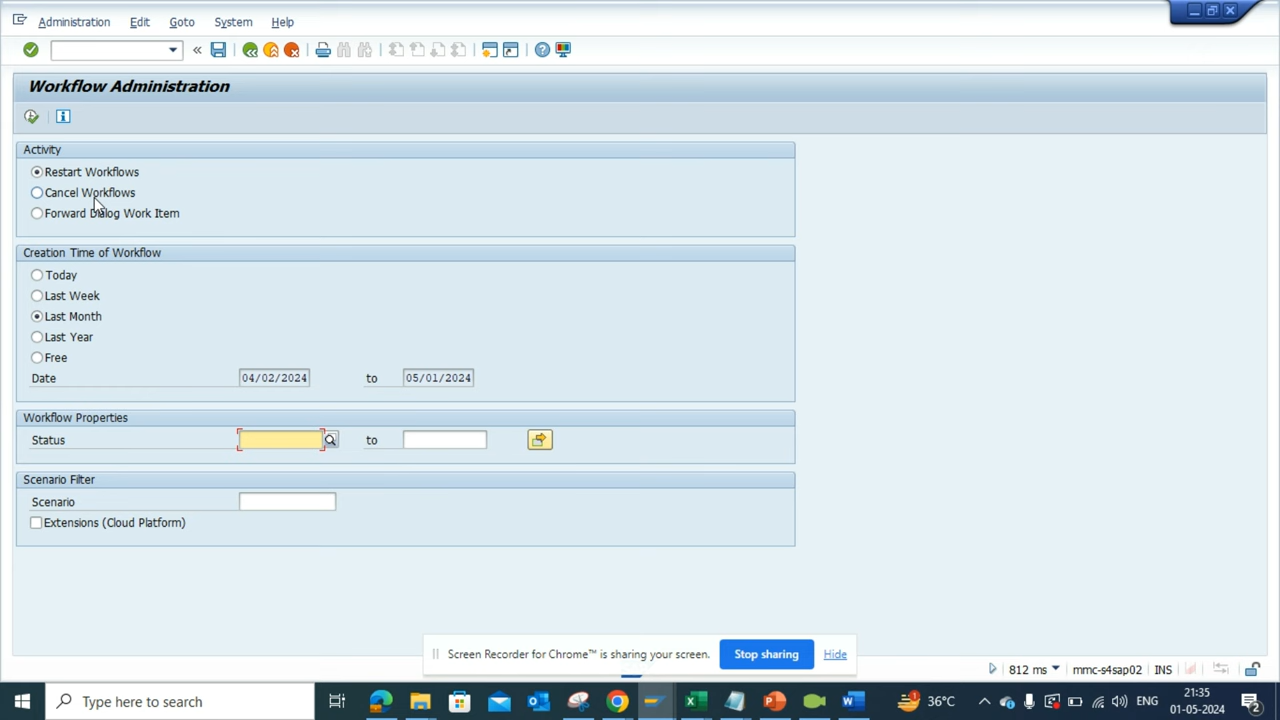 Administration Edit Goto System Help
Workflow Administration
Activity
Restart Workflows
Cancel Workflows
Forward Dialog Work Item
Creation Time of Workflow
Today
Last Week
Last Month
Last Year
Free
Date 04/02/2024 to 05/01/2024
Workflow Properties
Status to
Scenario Filter
Scenario
Extensions (Cloud Platform)
Screen Recorder for Chrome™ is sharing your screen. Stop sharing Hide
812 ms mmc-s4sap02 INS
Type here to search 36°C ENG 21:35
01-05-2024 2